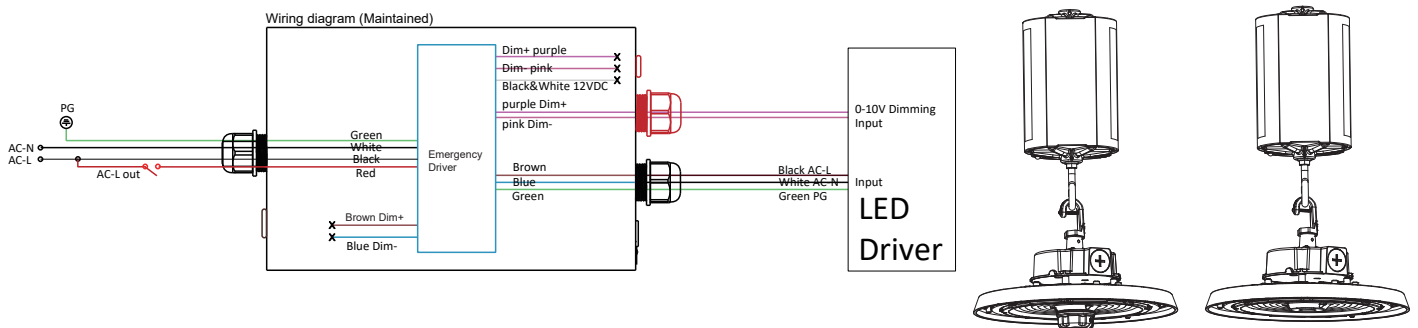 Wiring diagram (Maintained)
Dim+ purple
Dim- pink
Black&White 12VDC
purple Dim+
pink Dim-
0-10V Dimming
Input
PG
Green
AC-N
White
AC-L
Black
AC-L out
Red
Emergency
Driver
Brown
Blue
Green
Black AC-L
White AC-N
Green PG
Input
LED
Driver
Brown Dim+
Blue Dim-